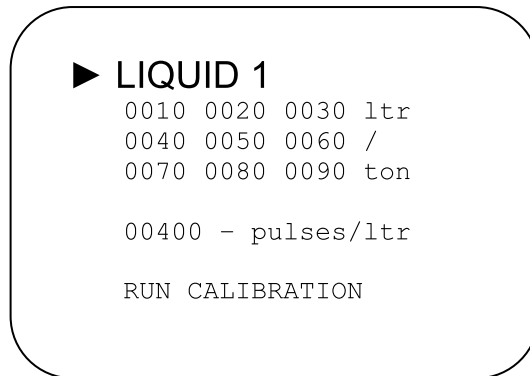 ► LIQUID 1
0010 0020 0030 ltr
0040 0050 0060 /
0070 0080 0090 ton
00400 – pulses/ltr
RUN CALIBRATION